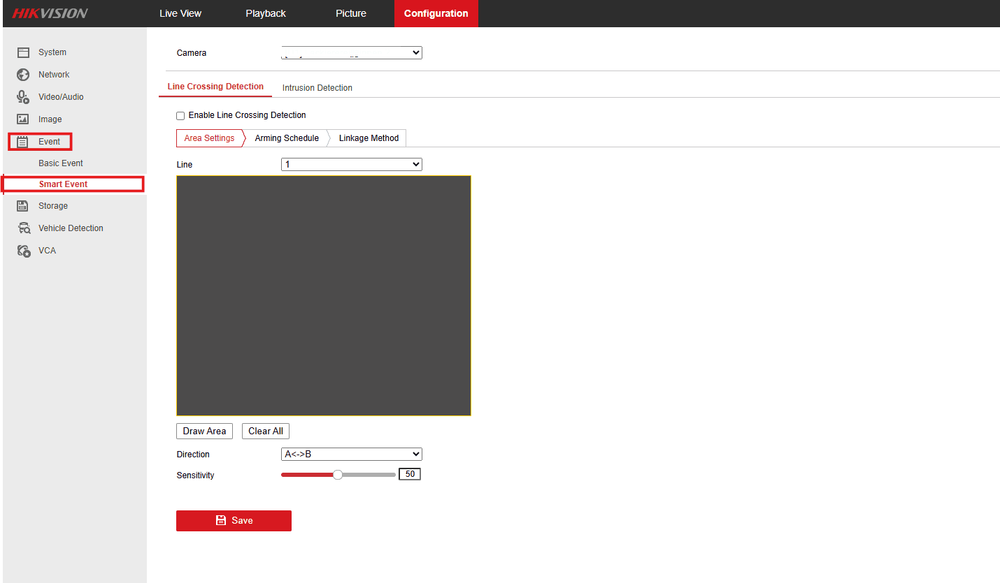 HIKVISION Live View Playback Picture Configuration
System
Network
Video/Audio
Image
Event
Basic Event
Smart Event
Storage
Vehicle Detection
VCA
Camera
Line Crossing Detection Intrusion Detection
Enable Line Crossing Detection
Area Settings Arming Schedule Linkage Method
Line 1
Draw Area Clear All
Direction A<->B
Sensitivity 50
Save